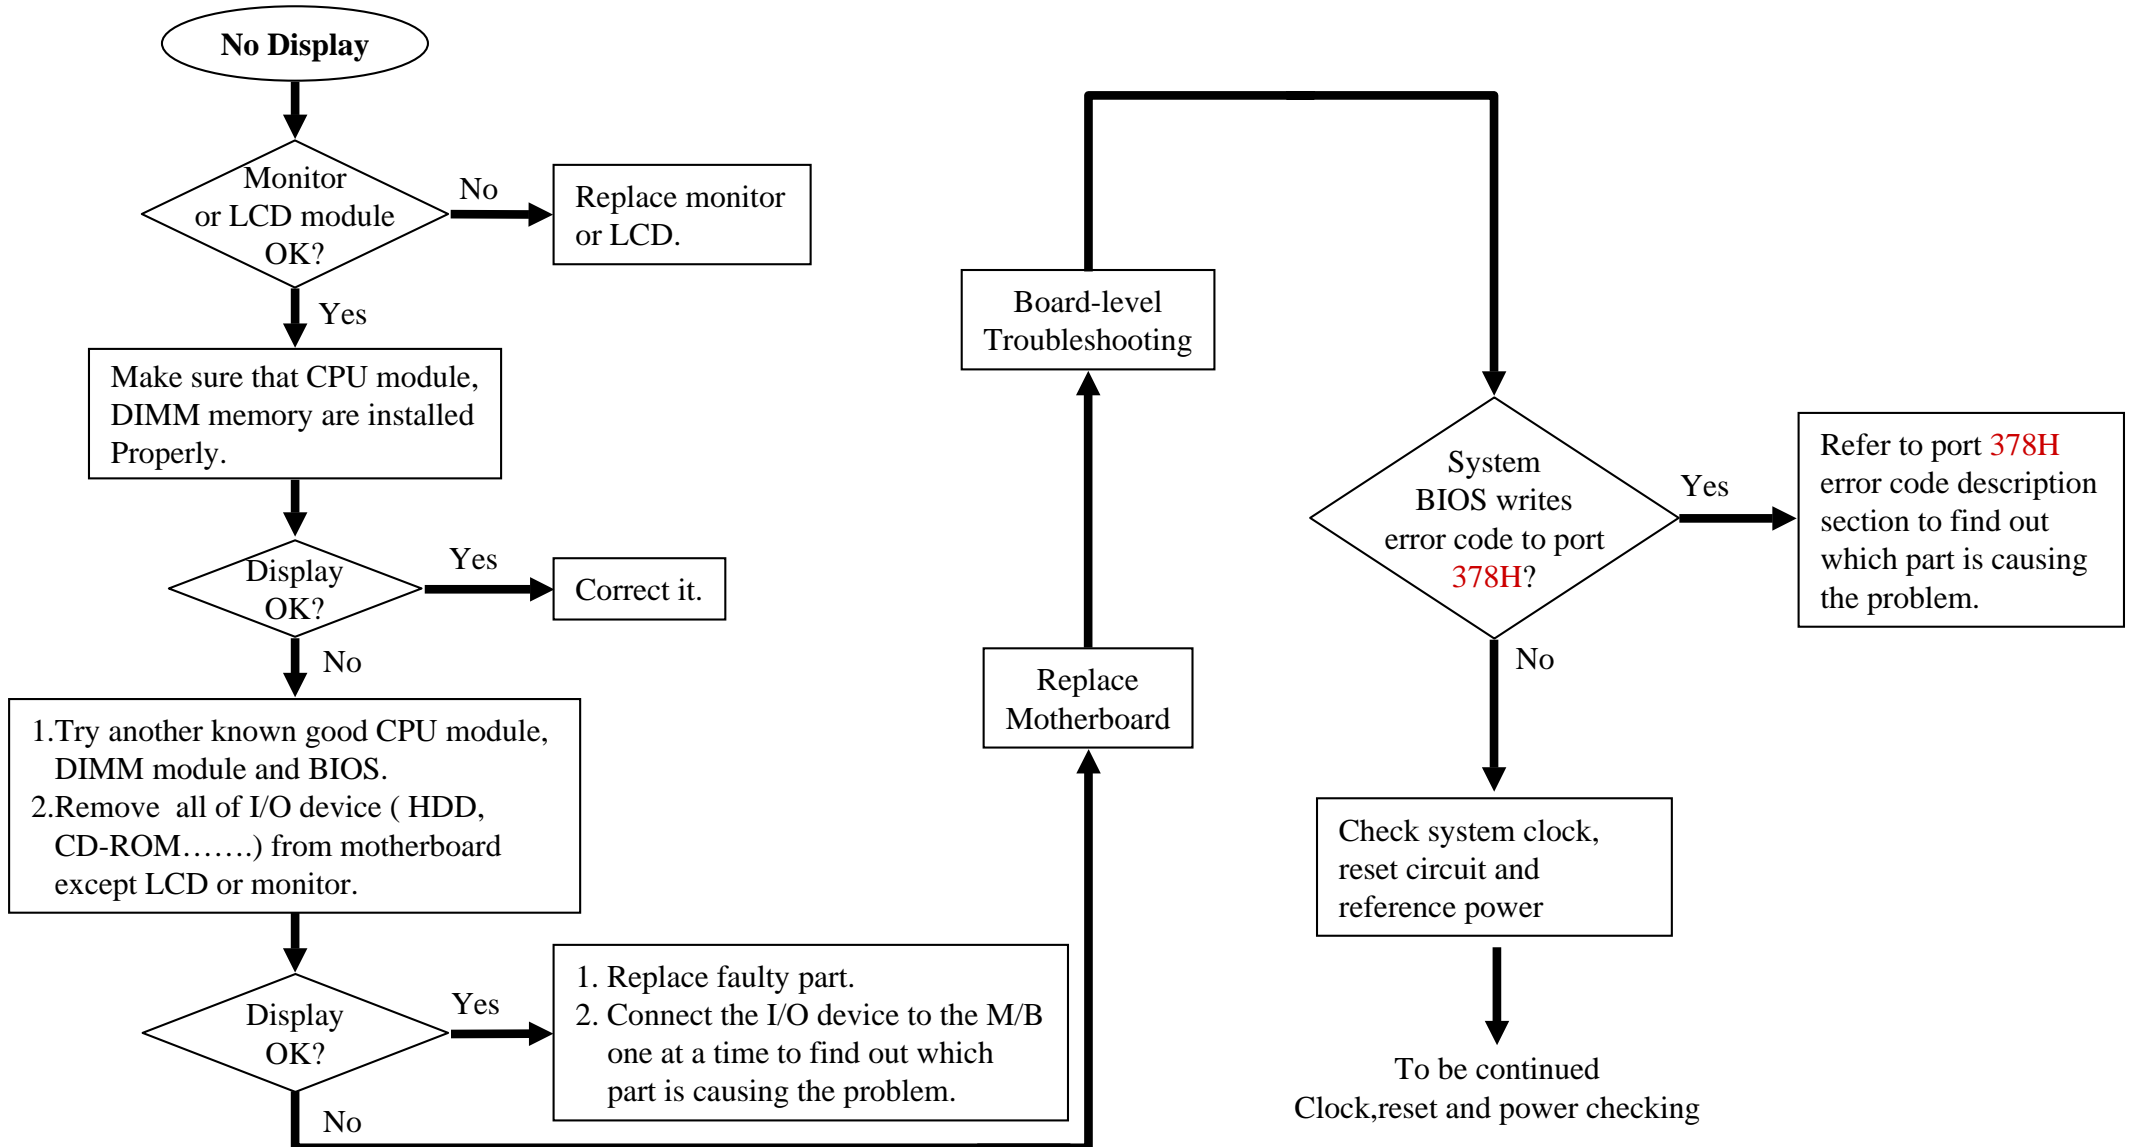 No Display
Monitor
or LCD module
OK?
No
Replace monitor
or LCD.
Yes
Make sure that CPU module,
DIMM memory are installed
Properly.
Display
OK?
Yes
Correct it.
No
1.Try another known good CPU module,
DIMM module and BIOS.
2.Remove  all of I/O device ( HDD,
CD-ROM…….) from motherboard
except LCD or monitor.
Display
OK?
Yes
1. Replace faulty part.
2. Connect the I/O device to the M/B
one at a time to find out which
part is causing the problem.
No
Replace
Motherboard
Board-level
Troubleshooting
System
BIOS writes
error code to port
378H?
Yes
Refer to port 378H
error code description
section to find out
which part is causing
the problem.
No
Check system clock,
reset circuit and
reference power
To be continued
Clock,reset and power checking